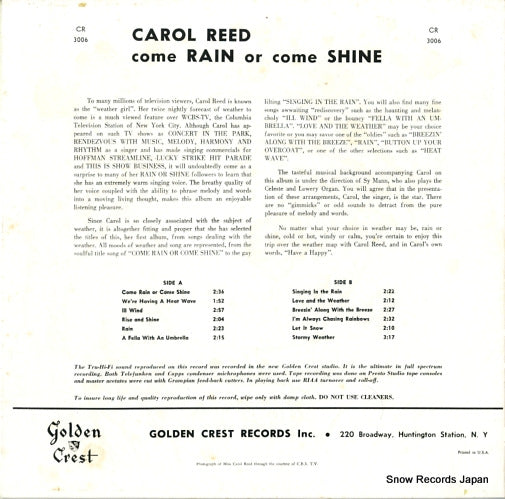 CR
3006
CAROL REED
come RAIN or come SHINE
CR
3006
To many millions of television viewers, Carol Reed is known
as the "weather girl". Her twice nightly forecast of weather to
come is a much viewed feature over WCBS-TV, the Columbia
Television Station of New York City. Although Carol has ap-
peared on such TV shows as CONCERT IN THE PARK,
RENDEZVOUS WITH MUSIC, MELODY, HARMONY AND
RHYTHM as a singer and has made singing commercials for
HOFFMAN STREAMLINE, LUCKY STRIKE HIT PARADE
and THIS IS SHOW BUSINESS, it will undoubtedly come as a
surprise to many of her RAIN OR SHINE followers to learn that
she has an extremely warm singing voice. The breathy quality of
her voice coupled with the ability to phrase melody and words
into a moving living thought, makes this album an enjoyable
listening pleasure.
Since Carol is so closely associated with the subject of
weather, it is altogether fitting and proper that she has selected
the titles of this, her first album, from songs dealing with the
weather. All moods of weather and song are represented, from the
soulful title song of "COME RAIN OR COME SHINE" to the gay
lilting "SINGING IN THE RAIN". You will also find many fine
songs awaiting "rediscovery" such as the haunting and melan-
choly "ILL WIND" or the bouncy "FELLA WITH AN UM-
BRELLA". "LOVE AND THE WEATHER" may be your choice
favorite or you may savor one of the "oldies" such as "BREEZIN'
ALONG WITH THE BREEZE", "RAIN", "BUTTON UP YOUR
OVERCOAT", or one of the other selections such as "HEAT
WAVE".
The tasteful musical background accompanying Carol on
this album is under the direction of Sy Mann, who also plays the
Celeste and Lowery Organ. You will agree that in the presenta-
tion of these arrangements, Carol, the singer, is the star. There
are no "gimmicks" or odd sounds to detract from the pure
pleasure of melody and words.
No matter what your choice in weather may be, rain or
shine, cold or hot, windy or calm, you're certain to enjoy this
trip over the weather map with Carol Reed, and in Carol's own
words, "Have a Happy".
SIDE A
Come Rain or Come Shine 2:36
We're Having A Heat Wave 1:52
Ill Wind 2:57
Rise and Shine 2:04
Rain 2:23
A Fella With An Umbrella 2:15
SIDE B
Singing In the Rain 2:22
Love and the Weather 2:12
Breezin' Along With the Breeze 2:27
I'm Always Chasing Rainbows 2:32
Let It Snow 2:10
Stormy Weather 3:17
The Tru-Hi-Fi sound reproduced on this record was recorded in the new Golden Crest studio. It is the ultimate in full spectrum
recording. Both Telefunken and Capps condenser microphones were used. Tape recording was done on Presto Studio tape consoles
and master acetates were cut with Grampian feed-back cutters. In playing back use RIAA turnover and roll-off.
To insure long life and quality reproduction of this record, wipe only with damp cloth. DO NOT USE CLEANERS.
Golden
Crest
GOLDEN CREST RECORDS Inc. • 220 Broadway, Huntington Station, N. Y
Printed in U.S.A.
Photograph of Miss Carol Reed through the courtesy of C.B.S. T.V.
Snow Records Japan